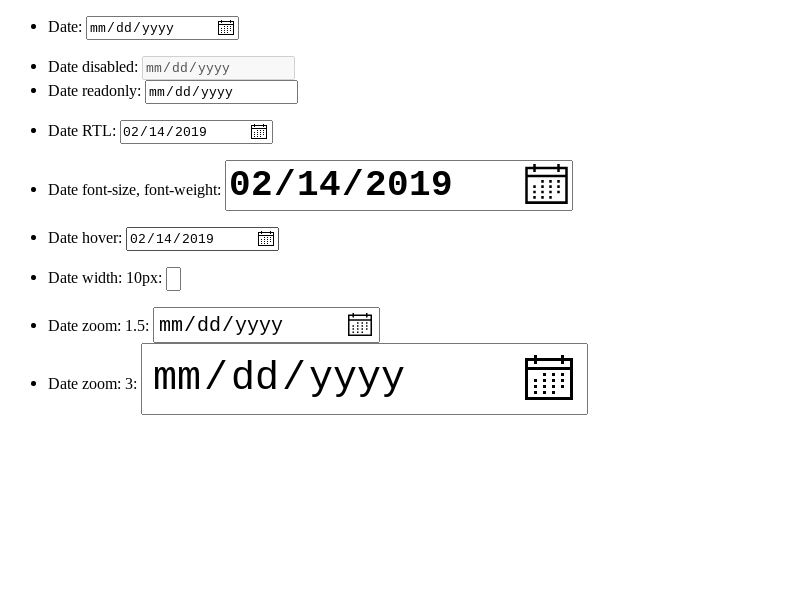 Date: mm/dd/yyyy
Date disabled: mm/dd/yyyy
Date readonly: mm/dd/yyyy
Date RTL: 02/14/2019
Date font-size, font-weight: 02/14/2019
Date hover: 02/14/2019
Date width: 10px:
Date zoom: 1.5: mm/dd/yyyy
Date zoom: 3: mm/dd/yyyy